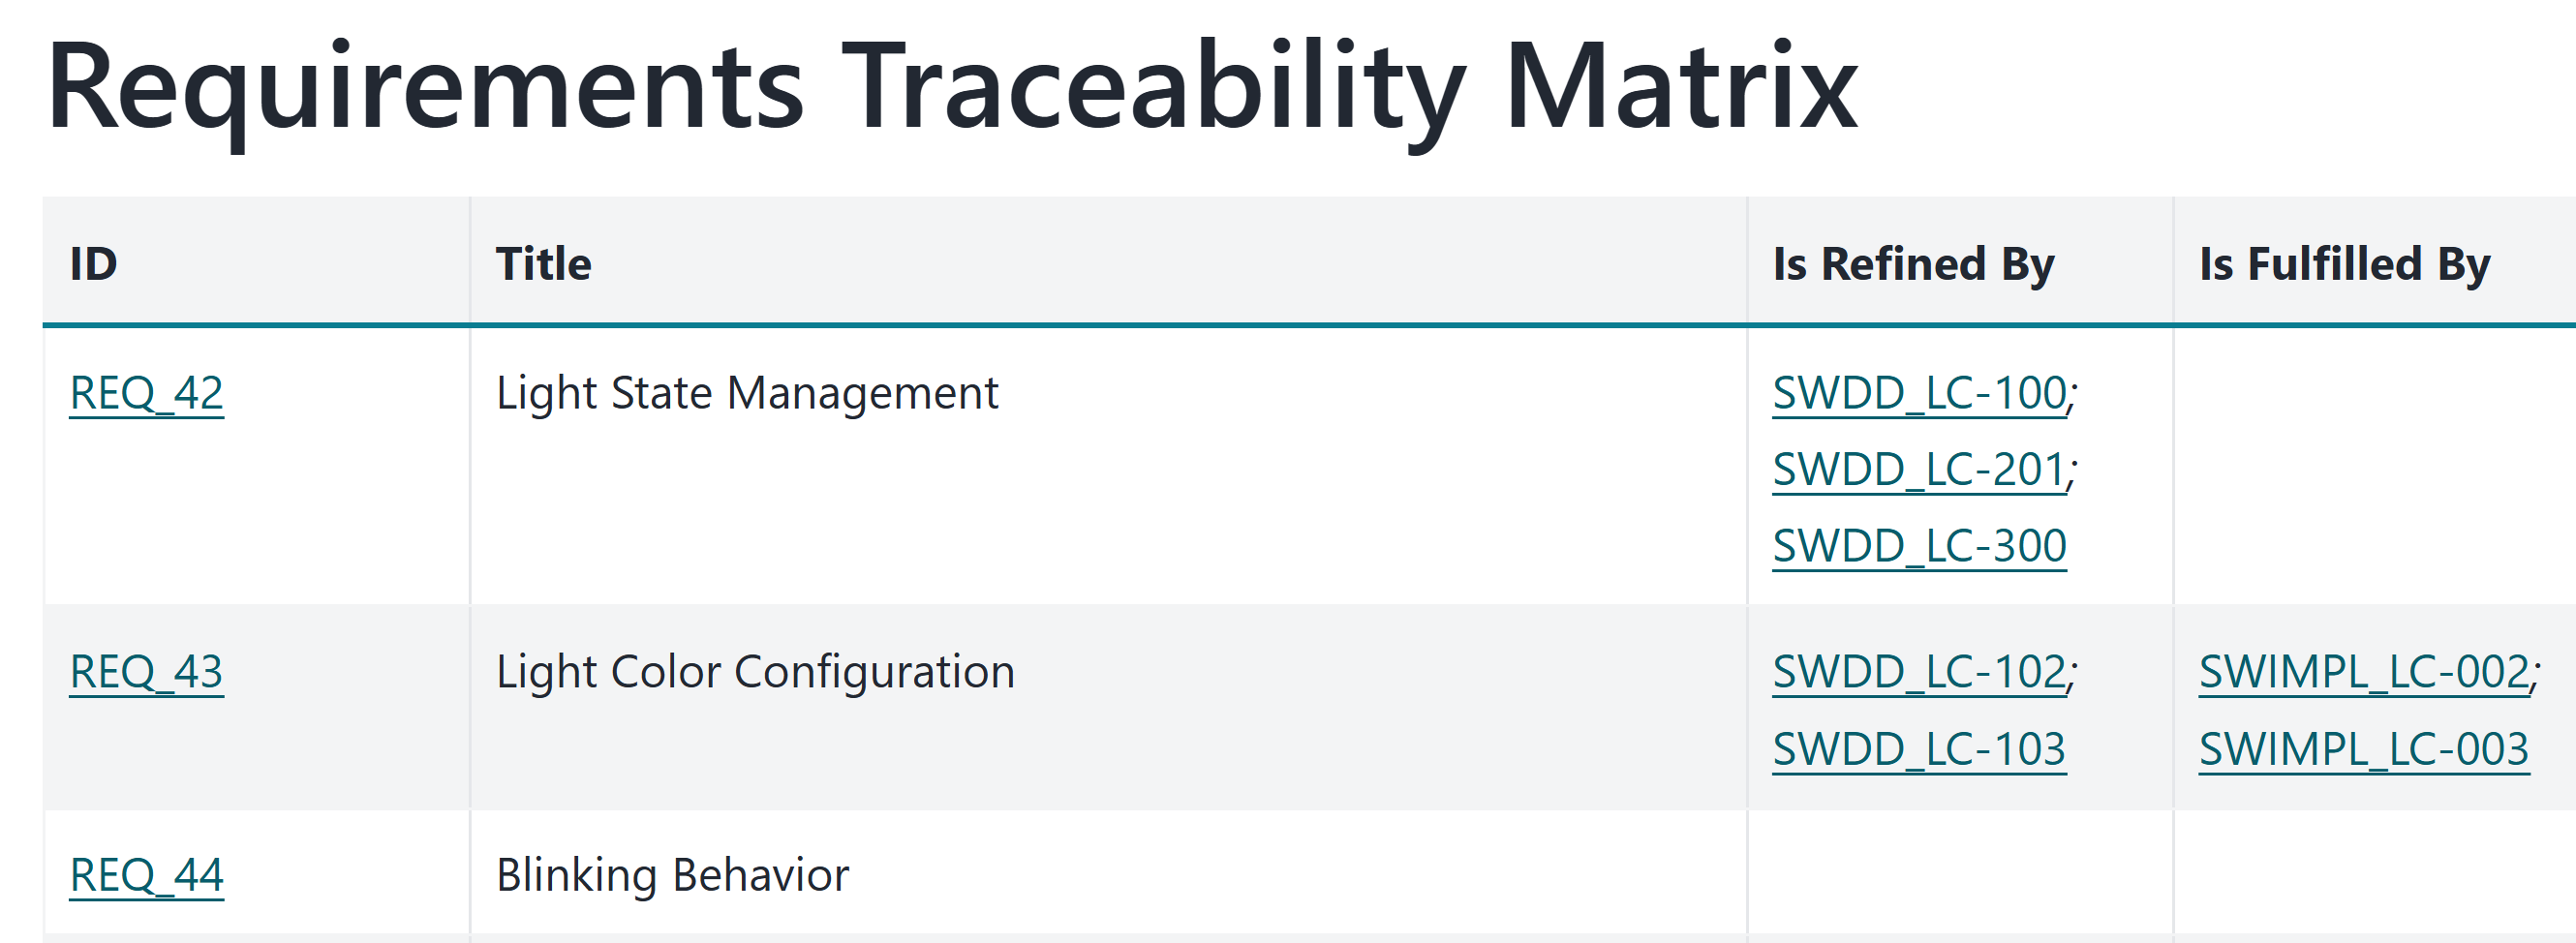 Requirements Traceability Matrix
ID Title Is Refined By Is Fulfilled By
REQ_42 Light State Management SWDD_LC-100;
SWDD_LC-201;
SWDD_LC-300
REQ_43 Light Color Configuration SWDD_LC-102; SWIMPL_LC-002;
SWDD_LC-103 SWIMPL_LC-003
REQ_44 Blinking Behavior